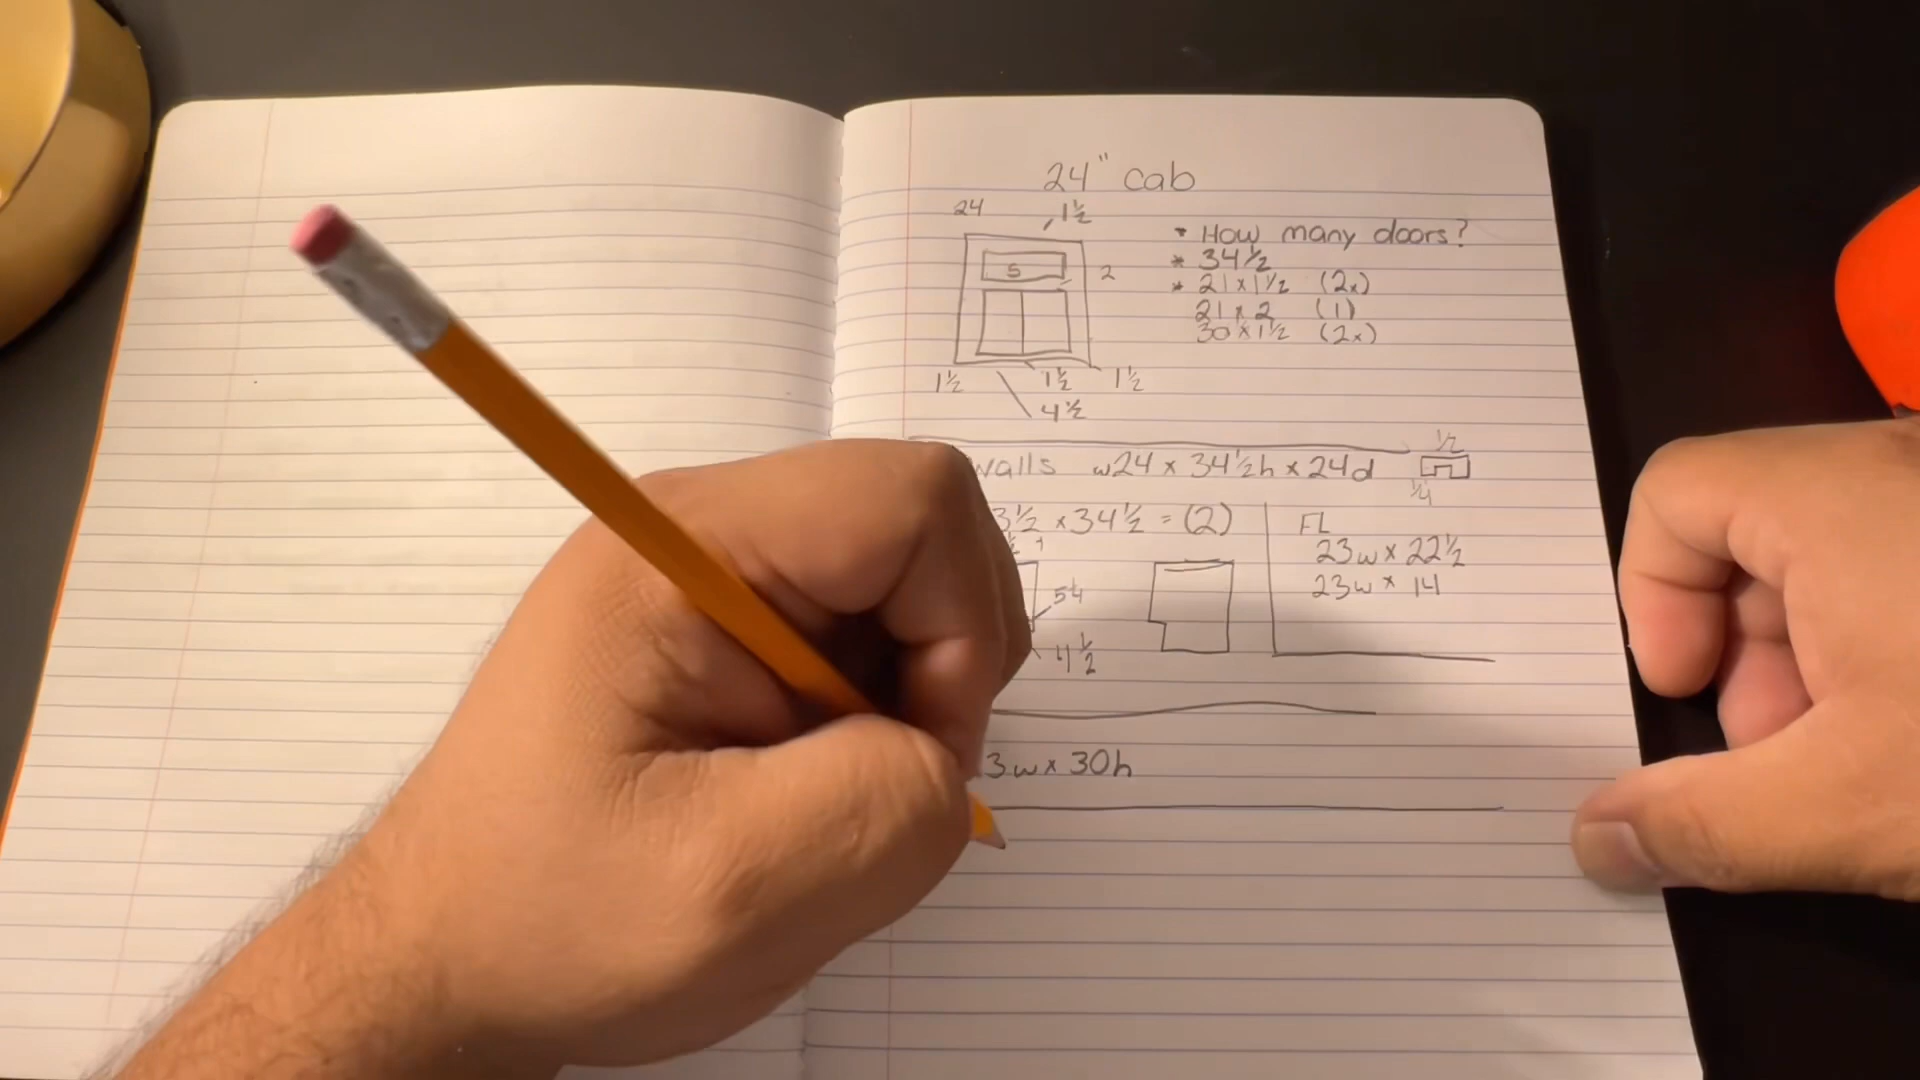 24" cab
24 1½
• How many doors?
* 34½
5 2
* 21 x 1½ (2x)
21 x 2 (1)
30 x 1½ (2x)
1½ 1½ 1½
4½
walls w24 x 34½h x 24d
½
¼
3½ x 34½ = (2)
FL
23w x 22½
23w x 14
5¼
4½
3w x 30h